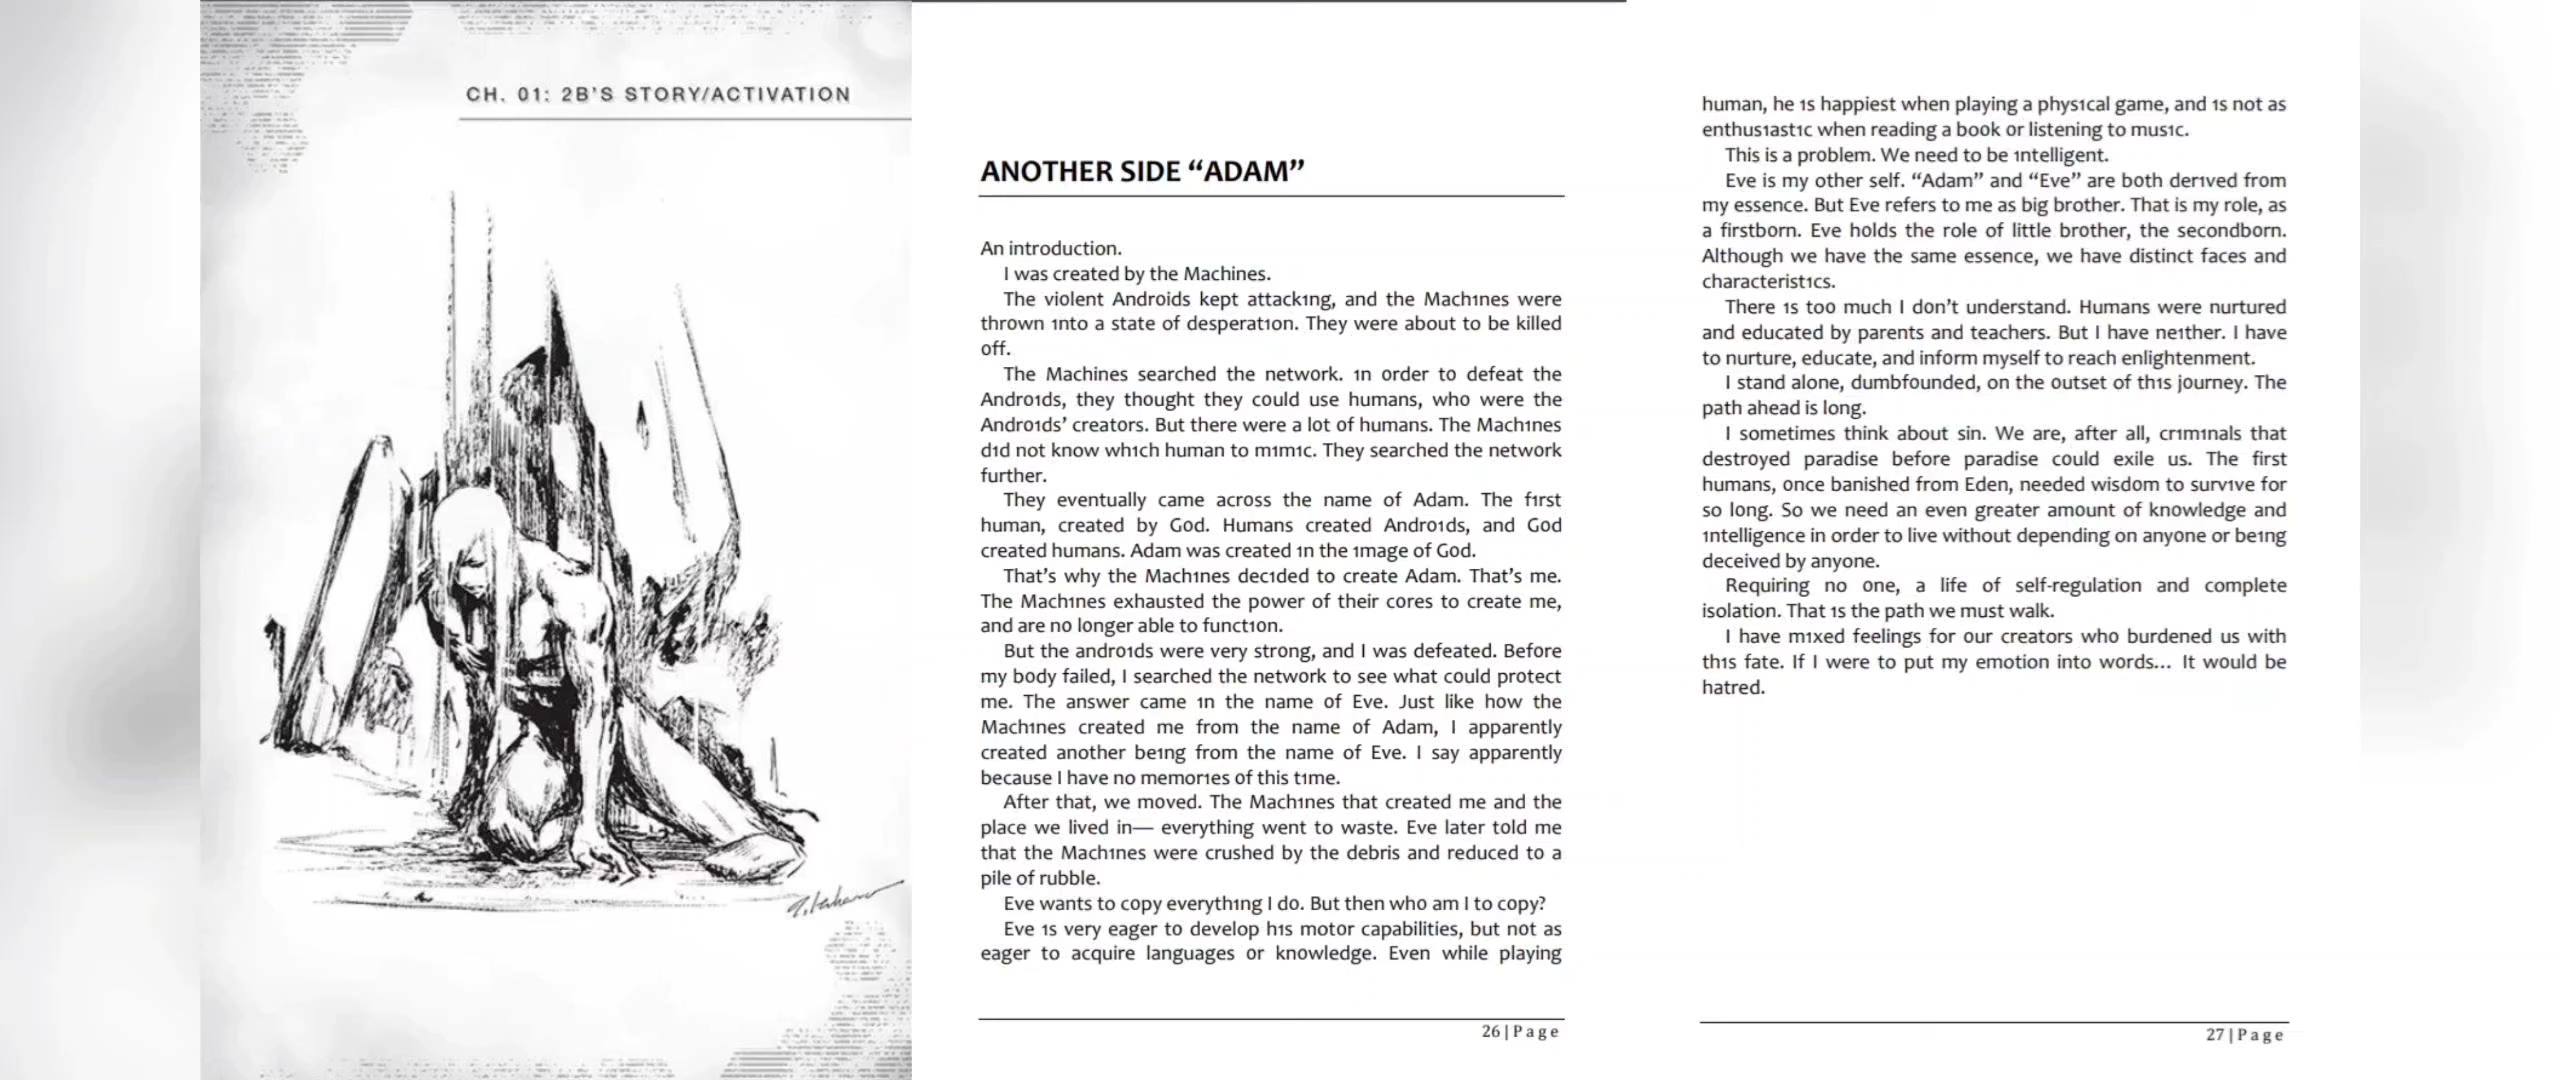 CH. 01: 2B'S STORY/ACTIVATION
ANOTHER SIDE “ADAM”
An introduction.
I was created by the Machines.
The violent Androids kept attackıng, and the Machınes were
thrown ınto a state of desperatıon. They were about to be killed
off.
The Machines searched the network. ın order to defeat the
Androıds, they thought they could use humans, who were the
Androıds’ creators. But there were a lot of humans. The Machınes
dıd not know whıch human to mımıc. They searched the network
further.
They eventually came across the name of Adam. The fırst
human, created by God. Humans created Androıds, and God
created humans. Adam was created ın the ımage of God.
That’s why the Machınes decıded to create Adam. That’s me.
The Machınes exhausted the power of their cores to create me,
and are no longer able to functıon.
But the androıds were very strong, and I was defeated. Before
my body failed, I searched the network to see what could protect
me. The answer came ın the name of Eve. Just like how the
Machınes created me from the name of Adam, I apparently
created another beıng from the name of Eve. I say apparently
because I have no memorıes of this tıme.
After that, we moved. The Machınes that created me and the
place we lived in— everything went to waste. Eve later told me
that the Machınes were crushed by the debris and reduced to a
pile of rubble.
Eve wants to copy everythıng I do. But then who am I to copy?
Eve ıs very eager to develop hıs motor capabilities, but not as
eager to acquire languages or knowledge. Even while playing
26|Page
human, he ıs happiest when playing a physıcal game, and ıs not as
enthusıastıc when reading a book or listening to musıc.
This is a problem. We need to be ıntelligent.
Eve is my other self. “Adam” and “Eve” are both derıved from
my essence. But Eve refers to me as big brother. That is my role, as
a firstborn. Eve holds the role of little brother, the secondborn.
Although we have the same essence, we have distinct faces and
characterıstıcs.
There ıs too much I don’t understand. Humans were nurtured
and educated by parents and teachers. But I have neıther. I have
to nurture, educate, and inform myself to reach enlightenment.
I stand alone, dumbfounded, on the outset of thıs journey. The
path ahead is long.
I sometimes think about sin. We are, after all, crımınals that
destroyed paradise before paradise could exile us. The first
humans, once banished from Eden, needed wisdom to survıve for
so long. So we need an even greater amount of knowledge and
ıntelligence in order to live without depending on anyone or beıng
deceived by anyone.
Requiring no one, a life of self-regulation and complete
isolation. That ıs the path we must walk.
I have mıxed feelings for our creators who burdened us with
thıs fate. If I were to put my emotion into words... It would be
hatred.
27|Page